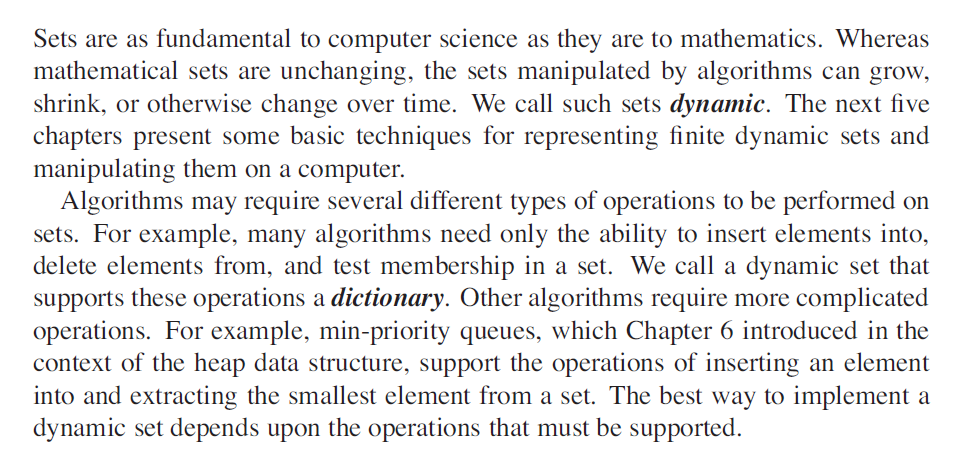 Sets are as fundamental to computer science as they are to mathematics. Whereas
mathematical sets are unchanging, the sets manipulated by algorithms can grow,
shrink, or otherwise change over time. We call such sets dynamic. The next five
chapters present some basic techniques for representing finite dynamic sets and
manipulating them on a computer.
Algorithms may require several different types of operations to be performed on
sets. For example, many algorithms need only the ability to insert elements into,
delete elements from, and test membership in a set. We call a dynamic set that
supports these operations a dictionary. Other algorithms require more complicated
operations. For example, min-priority queues, which Chapter 6 introduced in the
context of the heap data structure, support the operations of inserting an element
into and extracting the smallest element from a set. The best way to implement a
dynamic set depends upon the operations that must be supported.